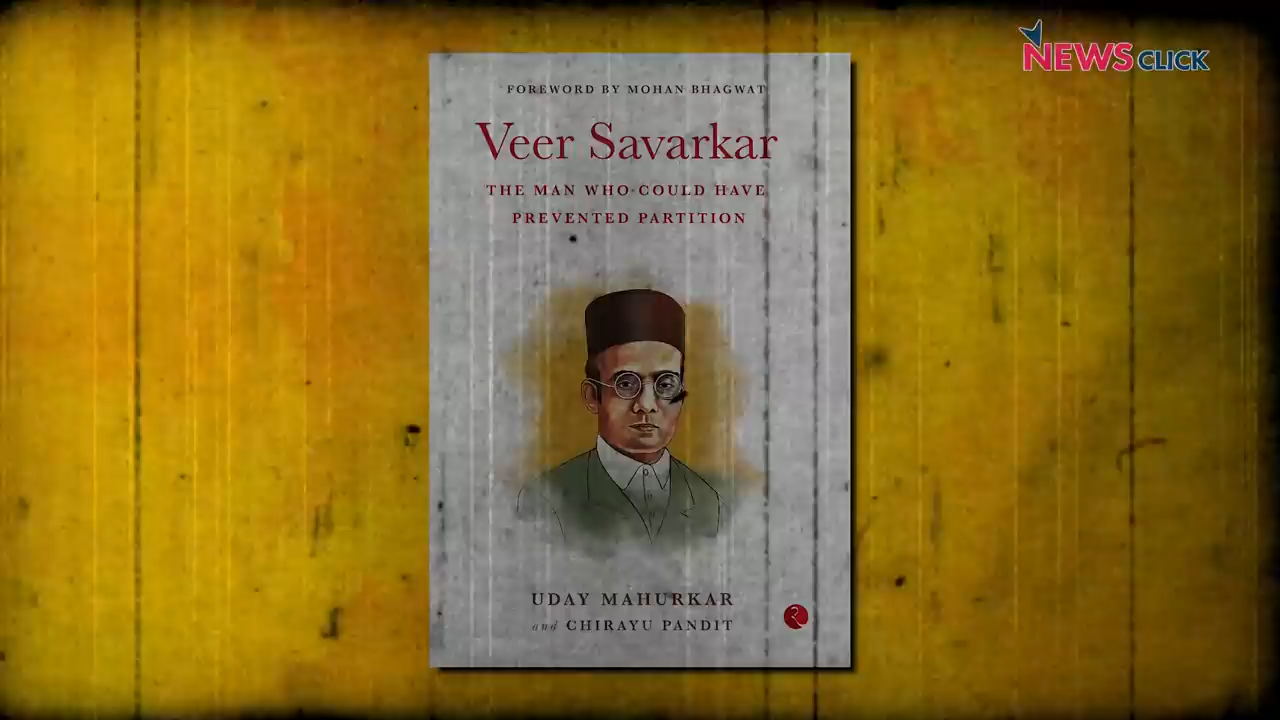 NEWSCLICK
FOREWORD BY MOHAN BHAGWAT
Veer Savarkar
THE MAN WHO COULD HAVE
PREVENTED PARTITION
UDAY MAHURKAR
and CHIRAYU PANDIT